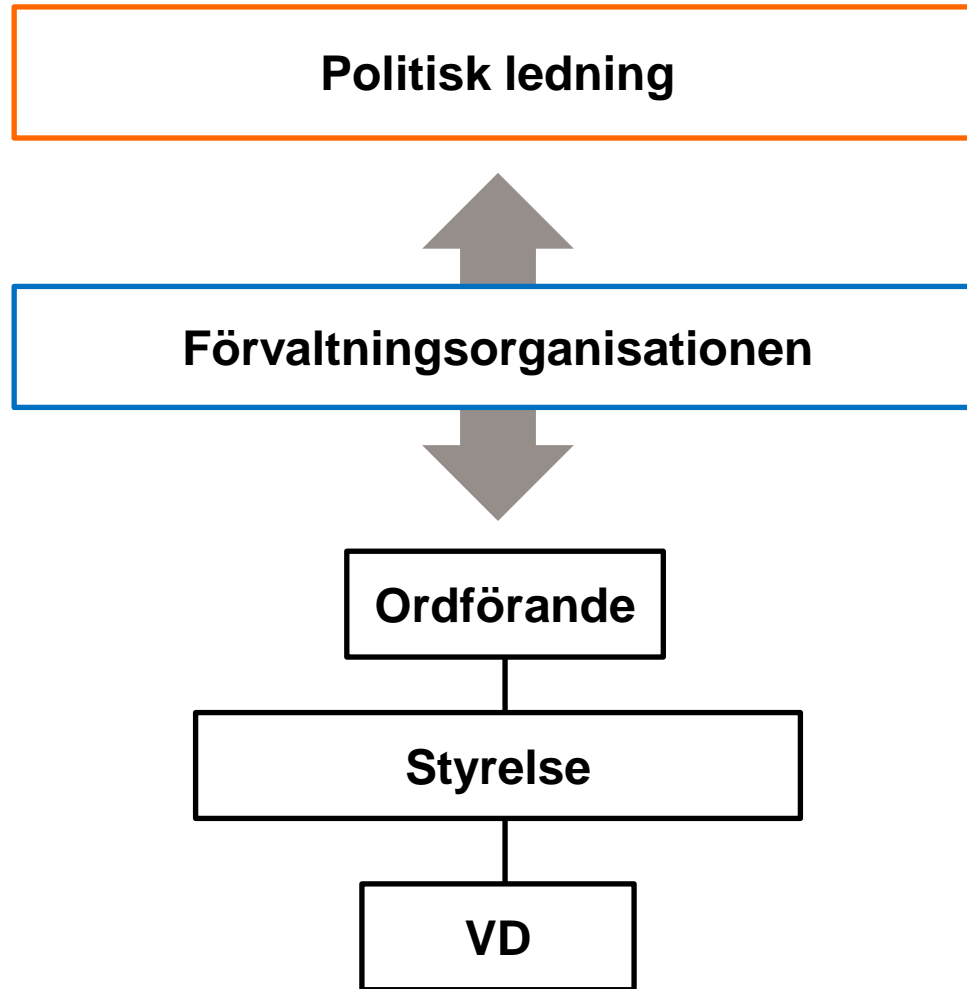 Politisk ledning
Förvaltningsorganisationen
Ordförande
Styrelse
VD